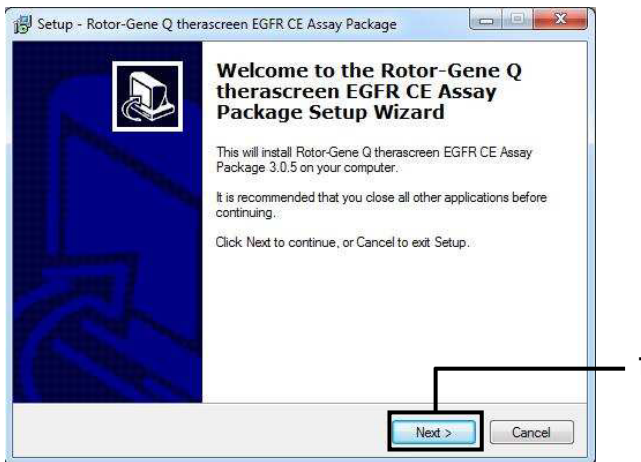 Setup - Rotor-Gene Q therascreen EGFR CE Assay Package
Welcome to the Rotor-Gene Q
therascreen EGFR CE Assay
Package Setup Wizard
This will install Rotor-Gene Q therascreen EGFR CE Assay
Package 3.0.5 on your computer.
It is recommended that you close all other applications before
continuing.
Click Next to continue, or Cancel to exit Setup.
Next >
Cancel